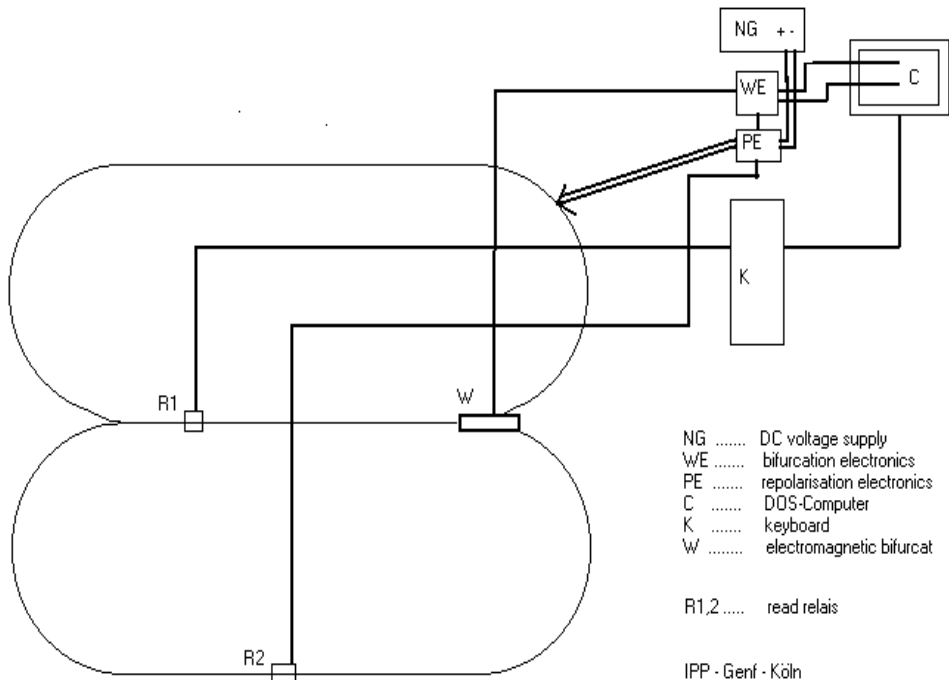 NG + -
WE
C
PE
K
R1
W
R2
NG ....... DC voltage supply
WE ....... bifurcation electronics
PE ....... repolarisation electronics
C ....... DOS-Computer
K ....... keyboard
W ........ electromagnetic bifurcat
R1,2 ..... read relais
IPP - Genf - Köln